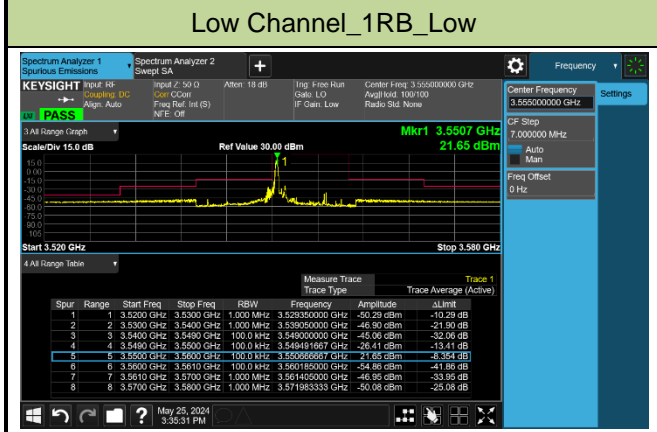 Low Channel_1RB_Low
Spectrum Analyzer 1
Spurious Emissions
Spectrum Analyzer 2
Swept SA
+
Frequency
KEYSIGHT
Input: RF
Coupling: DC
Align: Auto
Input Z: 50 Ω
Corr CCorr
Freq Ref: Int (S)
NFE: Off
Atten: 18 dB
Trig: Free Run
Gate: LO
IF Gain: Low
Center Freq: 3.555000000 GHz
Avg|Hold: 100/100
Radio Std: None
PASS
Center Frequency
3.555000000 GHz
Settings
CF Step
7.000000 MHz
Auto
Man
Freq Offset
0 Hz
3 All Range Graph
Mkr1 3.5507 GHz
Scale/Div 15.0 dB
Ref Value 30.00 dBm
21.65 dBm
1
15.0
0.00
-15.0
-30.0
-45.0
-60.0
-75.0
-90.0
-105
Start 3.520 GHz
Stop 3.580 GHz
4 All Range Table
Measure Trace Trace 1
Trace Type Trace Average (Active)
Spur Range Start Freq Stop Freq RBW Frequency Amplitude ΔLimit
1 1 3.5200 GHz 3.5300 GHz 1.000 MHz 3.529350000 GHz -50.29 dBm -10.29 dB
2 2 3.5300 GHz 3.5400 GHz 1.000 MHz 3.539050000 GHz -46.90 dBm -21.90 dB
3 3 3.5400 GHz 3.5490 GHz 100.0 kHz 3.549000000 GHz -45.06 dBm -32.06 dB
4 4 3.5490 GHz 3.5500 GHz 100.0 kHz 3.549491667 GHz -26.41 dBm -13.41 dB
5 5 3.5500 GHz 3.5600 GHz 100.0 kHz 3.550666667 GHz 21.65 dBm -8.354 dB
6 6 3.5600 GHz 3.5610 GHz 100.0 kHz 3.560185000 GHz -54.86 dBm -41.86 dB
7 7 3.5610 GHz 3.5700 GHz 1.000 MHz 3.561405000 GHz -46.95 dBm -33.95 dB
8 8 3.5700 GHz 3.5800 GHz 1.000 MHz 3.571983333 GHz -50.08 dBm -25.08 dB
?
May 25, 2024
3:35:31 PM